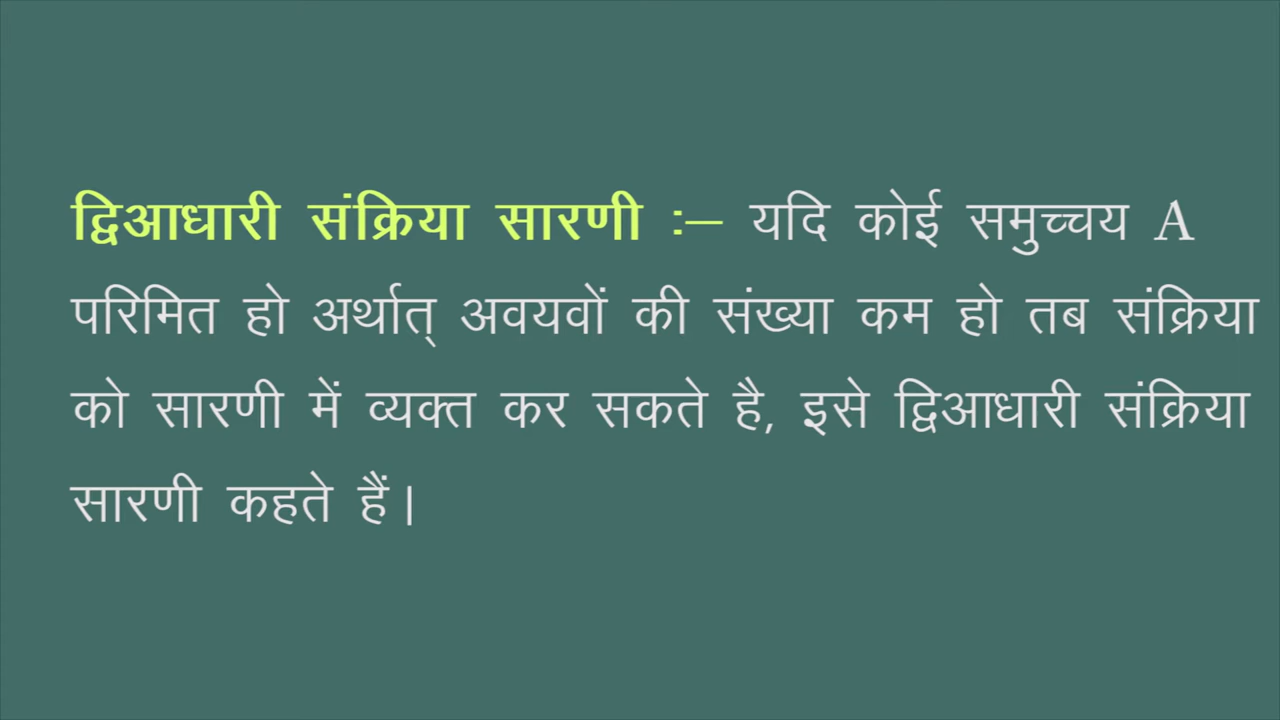 द्विआधारी संक्रिया सारणी :– यदि कोई समुच्चय A
परिमित हो अर्थात् अवयवों की संख्या कम हो तब संक्रिया
को सारणी में व्यक्त कर सकते है, इसे द्विआधारी संक्रिया
सारणी कहते हैं।